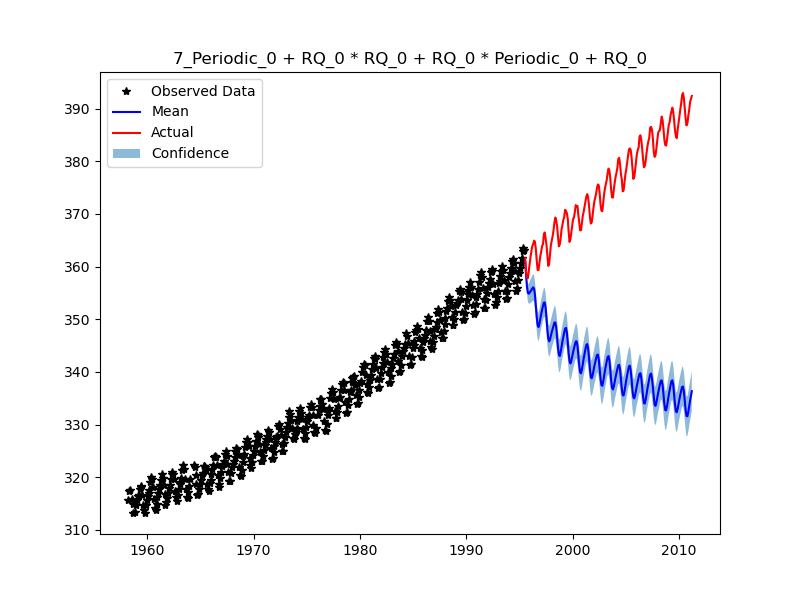 7_Periodic_0 + RQ_0 * RQ_0 + RQ_0 * Periodic_0 + RQ_0
Observed Data
Mean
Actual
Confidence
390
380
370
360
350
340
330
320
310
1960 1970 1980 1990 2000 2010